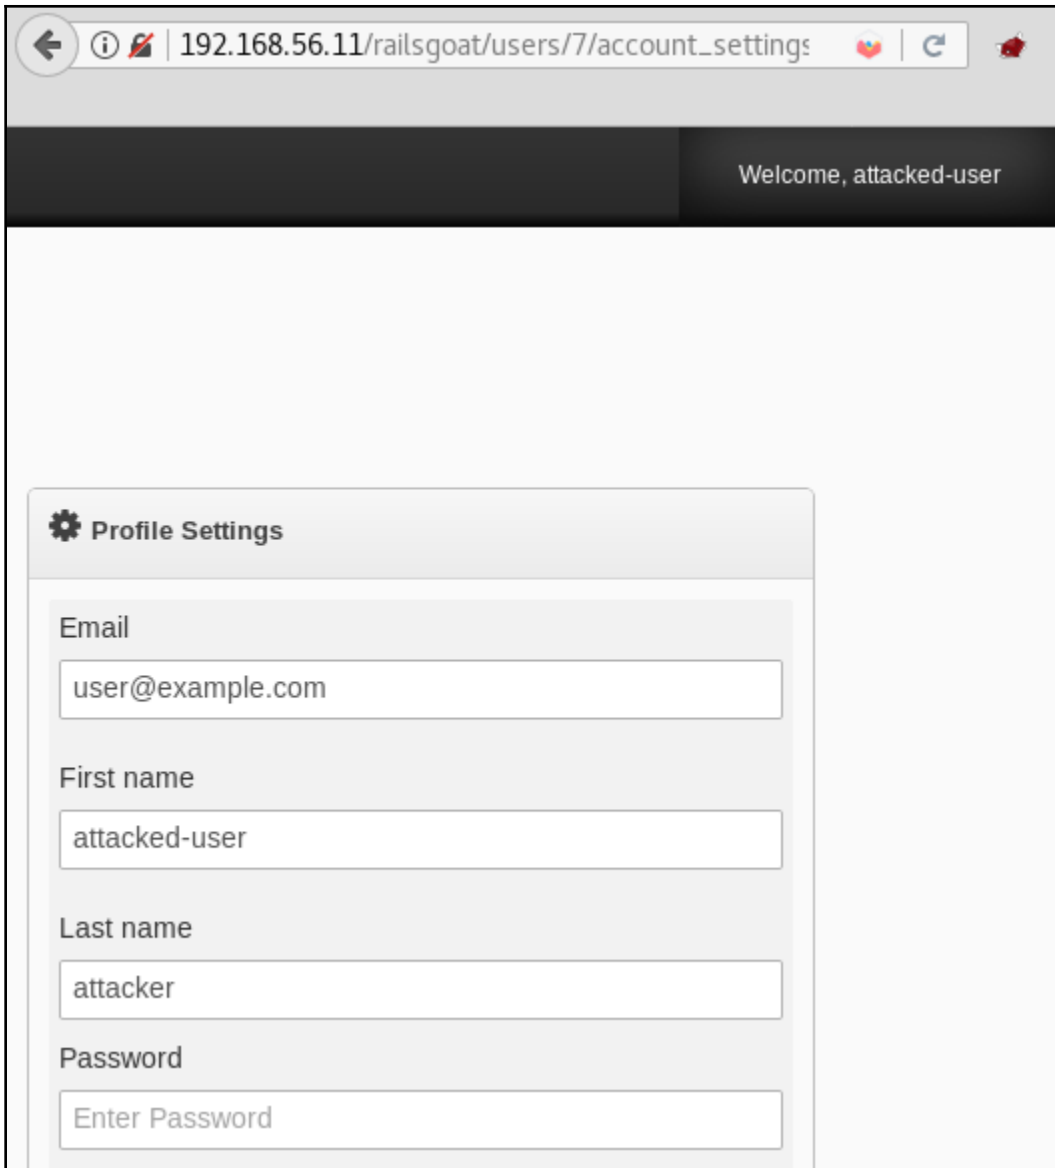 192.168.56.11/railsgoat/users/7/account_settings
Welcome, attacked-user
Profile Settings
Email
user@example.com
First name
attacked-user
Last name
attacker
Password
Enter Password